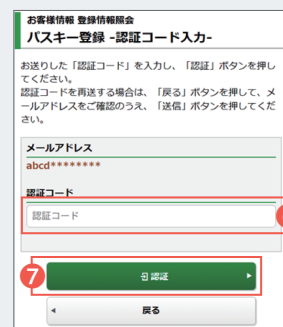 お客様情報 登録情報照会
パスキー登録 -認証コード入力-
お送りした「認証コード」を入力し、「認証」ボタンを押し
てください。
認証コードを再送する場合は、「戻る」ボタンを押して、メ
ールアドレスをご確認のうえ、「送信」ボタンを押してくだ
さい。
メールアドレス
abcd********
認証コード
認証コード
7
認証
戻る